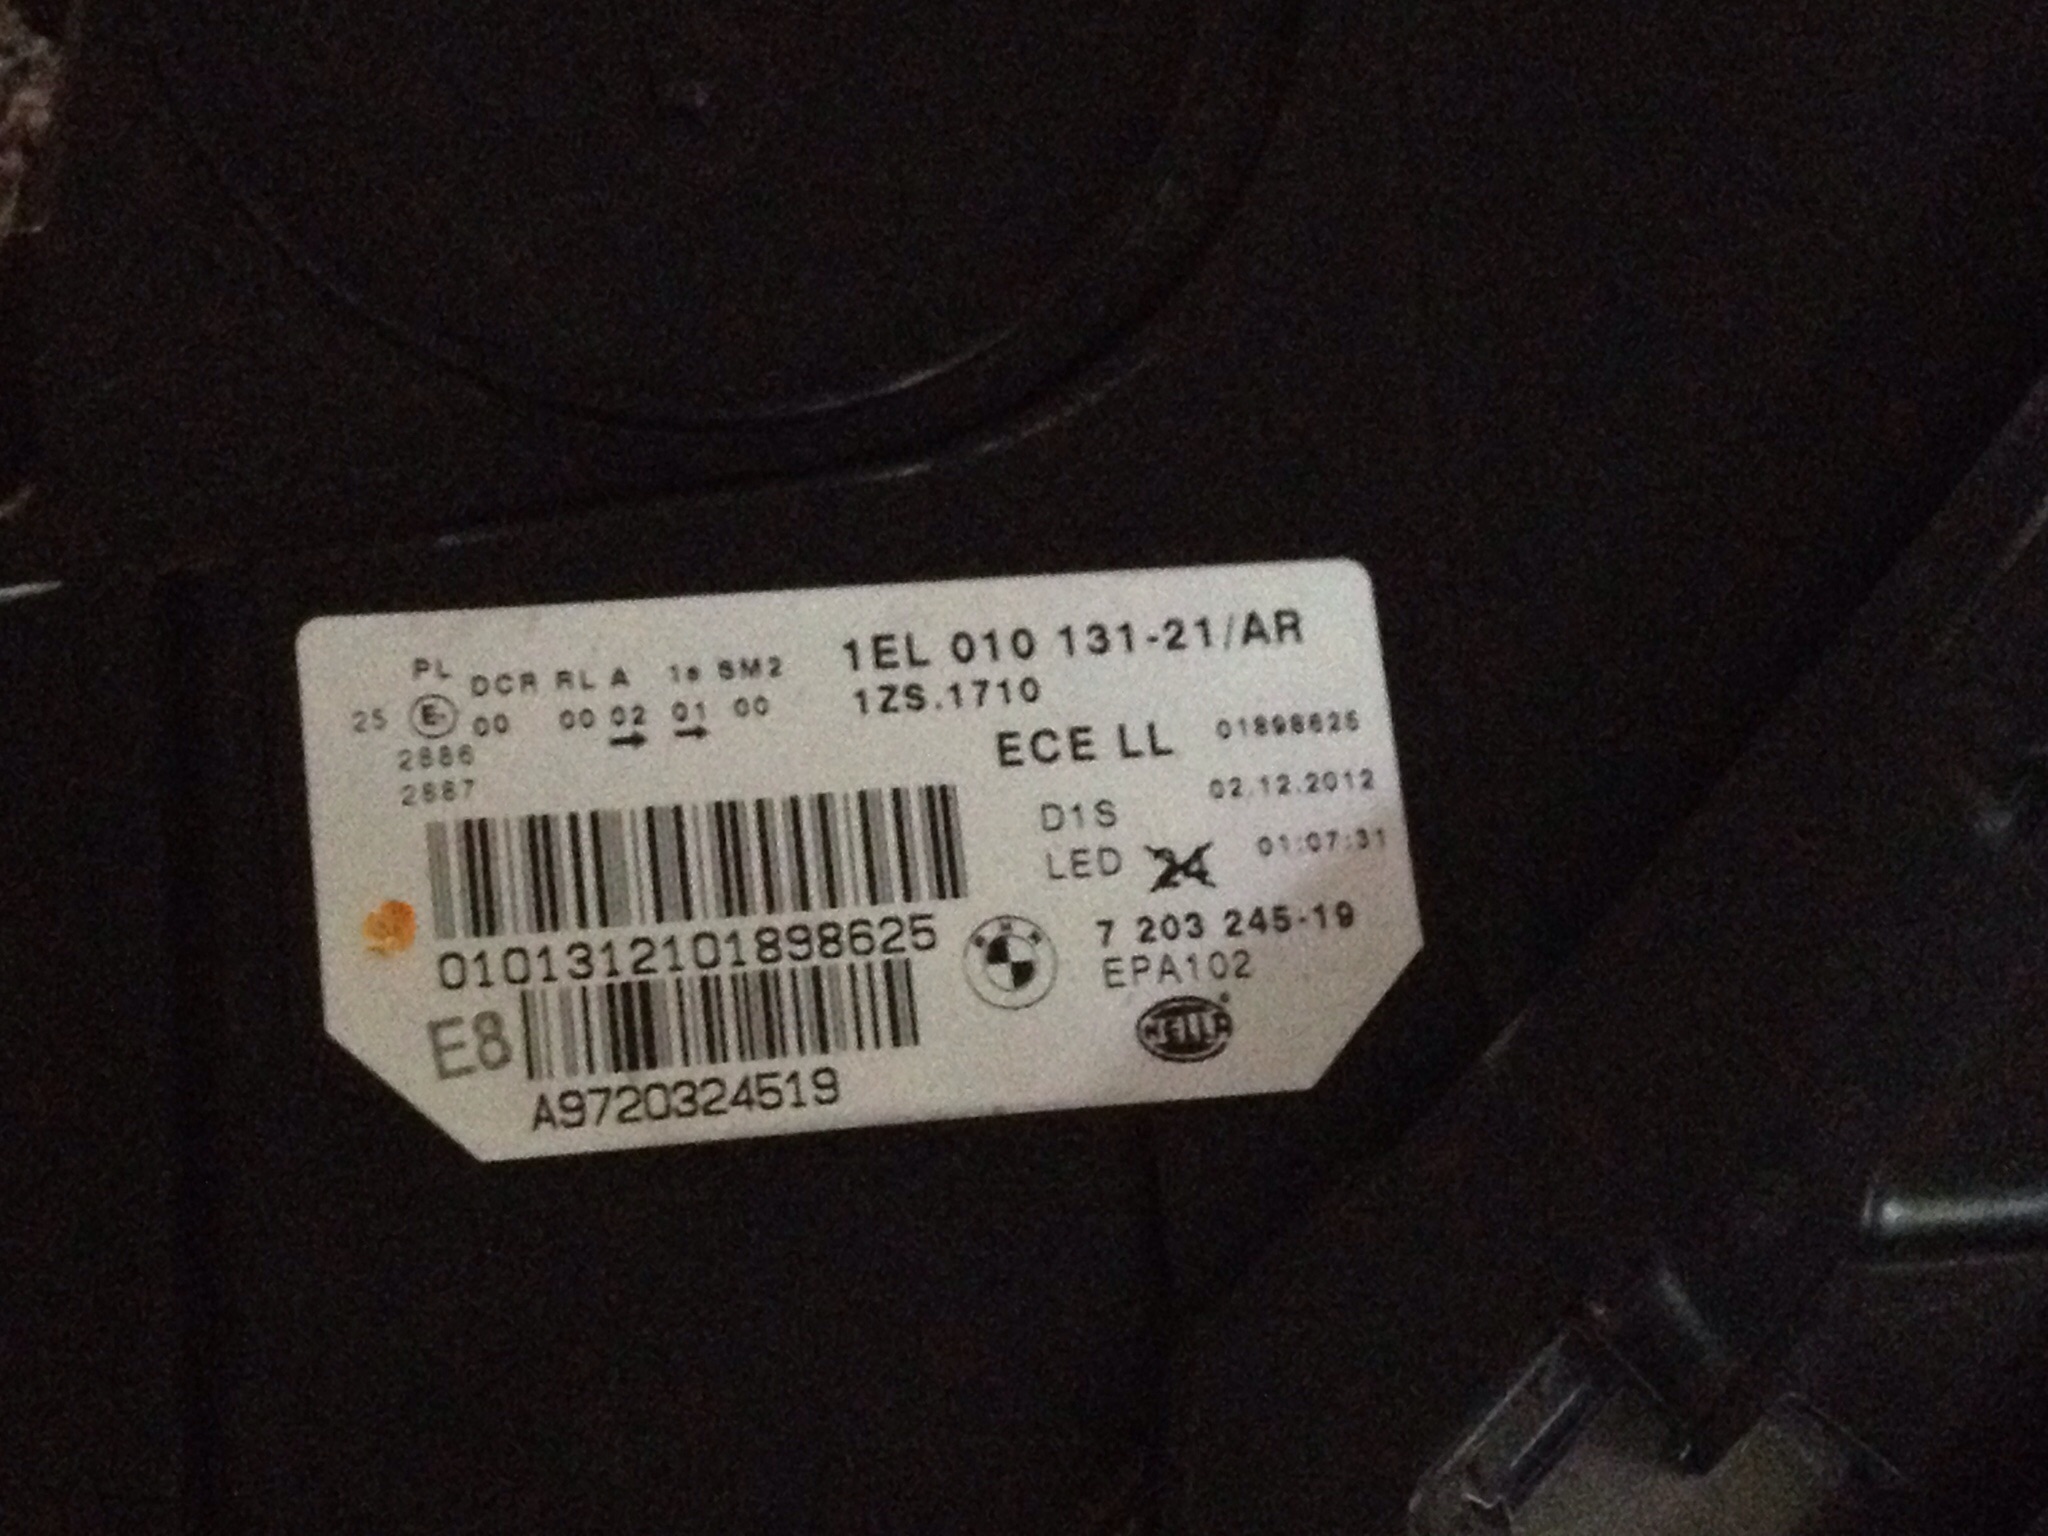 1EL 010 131-21/AR
1ZS.1710
PL DCR RL A 1a SM2
25 E 00 00 02 01 00
2886
2887
ECE LL 01898625
02.12.2012
D1S
LED 24 01:07:31
0101312101898625
7 203 245-19
EPA102
HELLA
E8
A9720324519